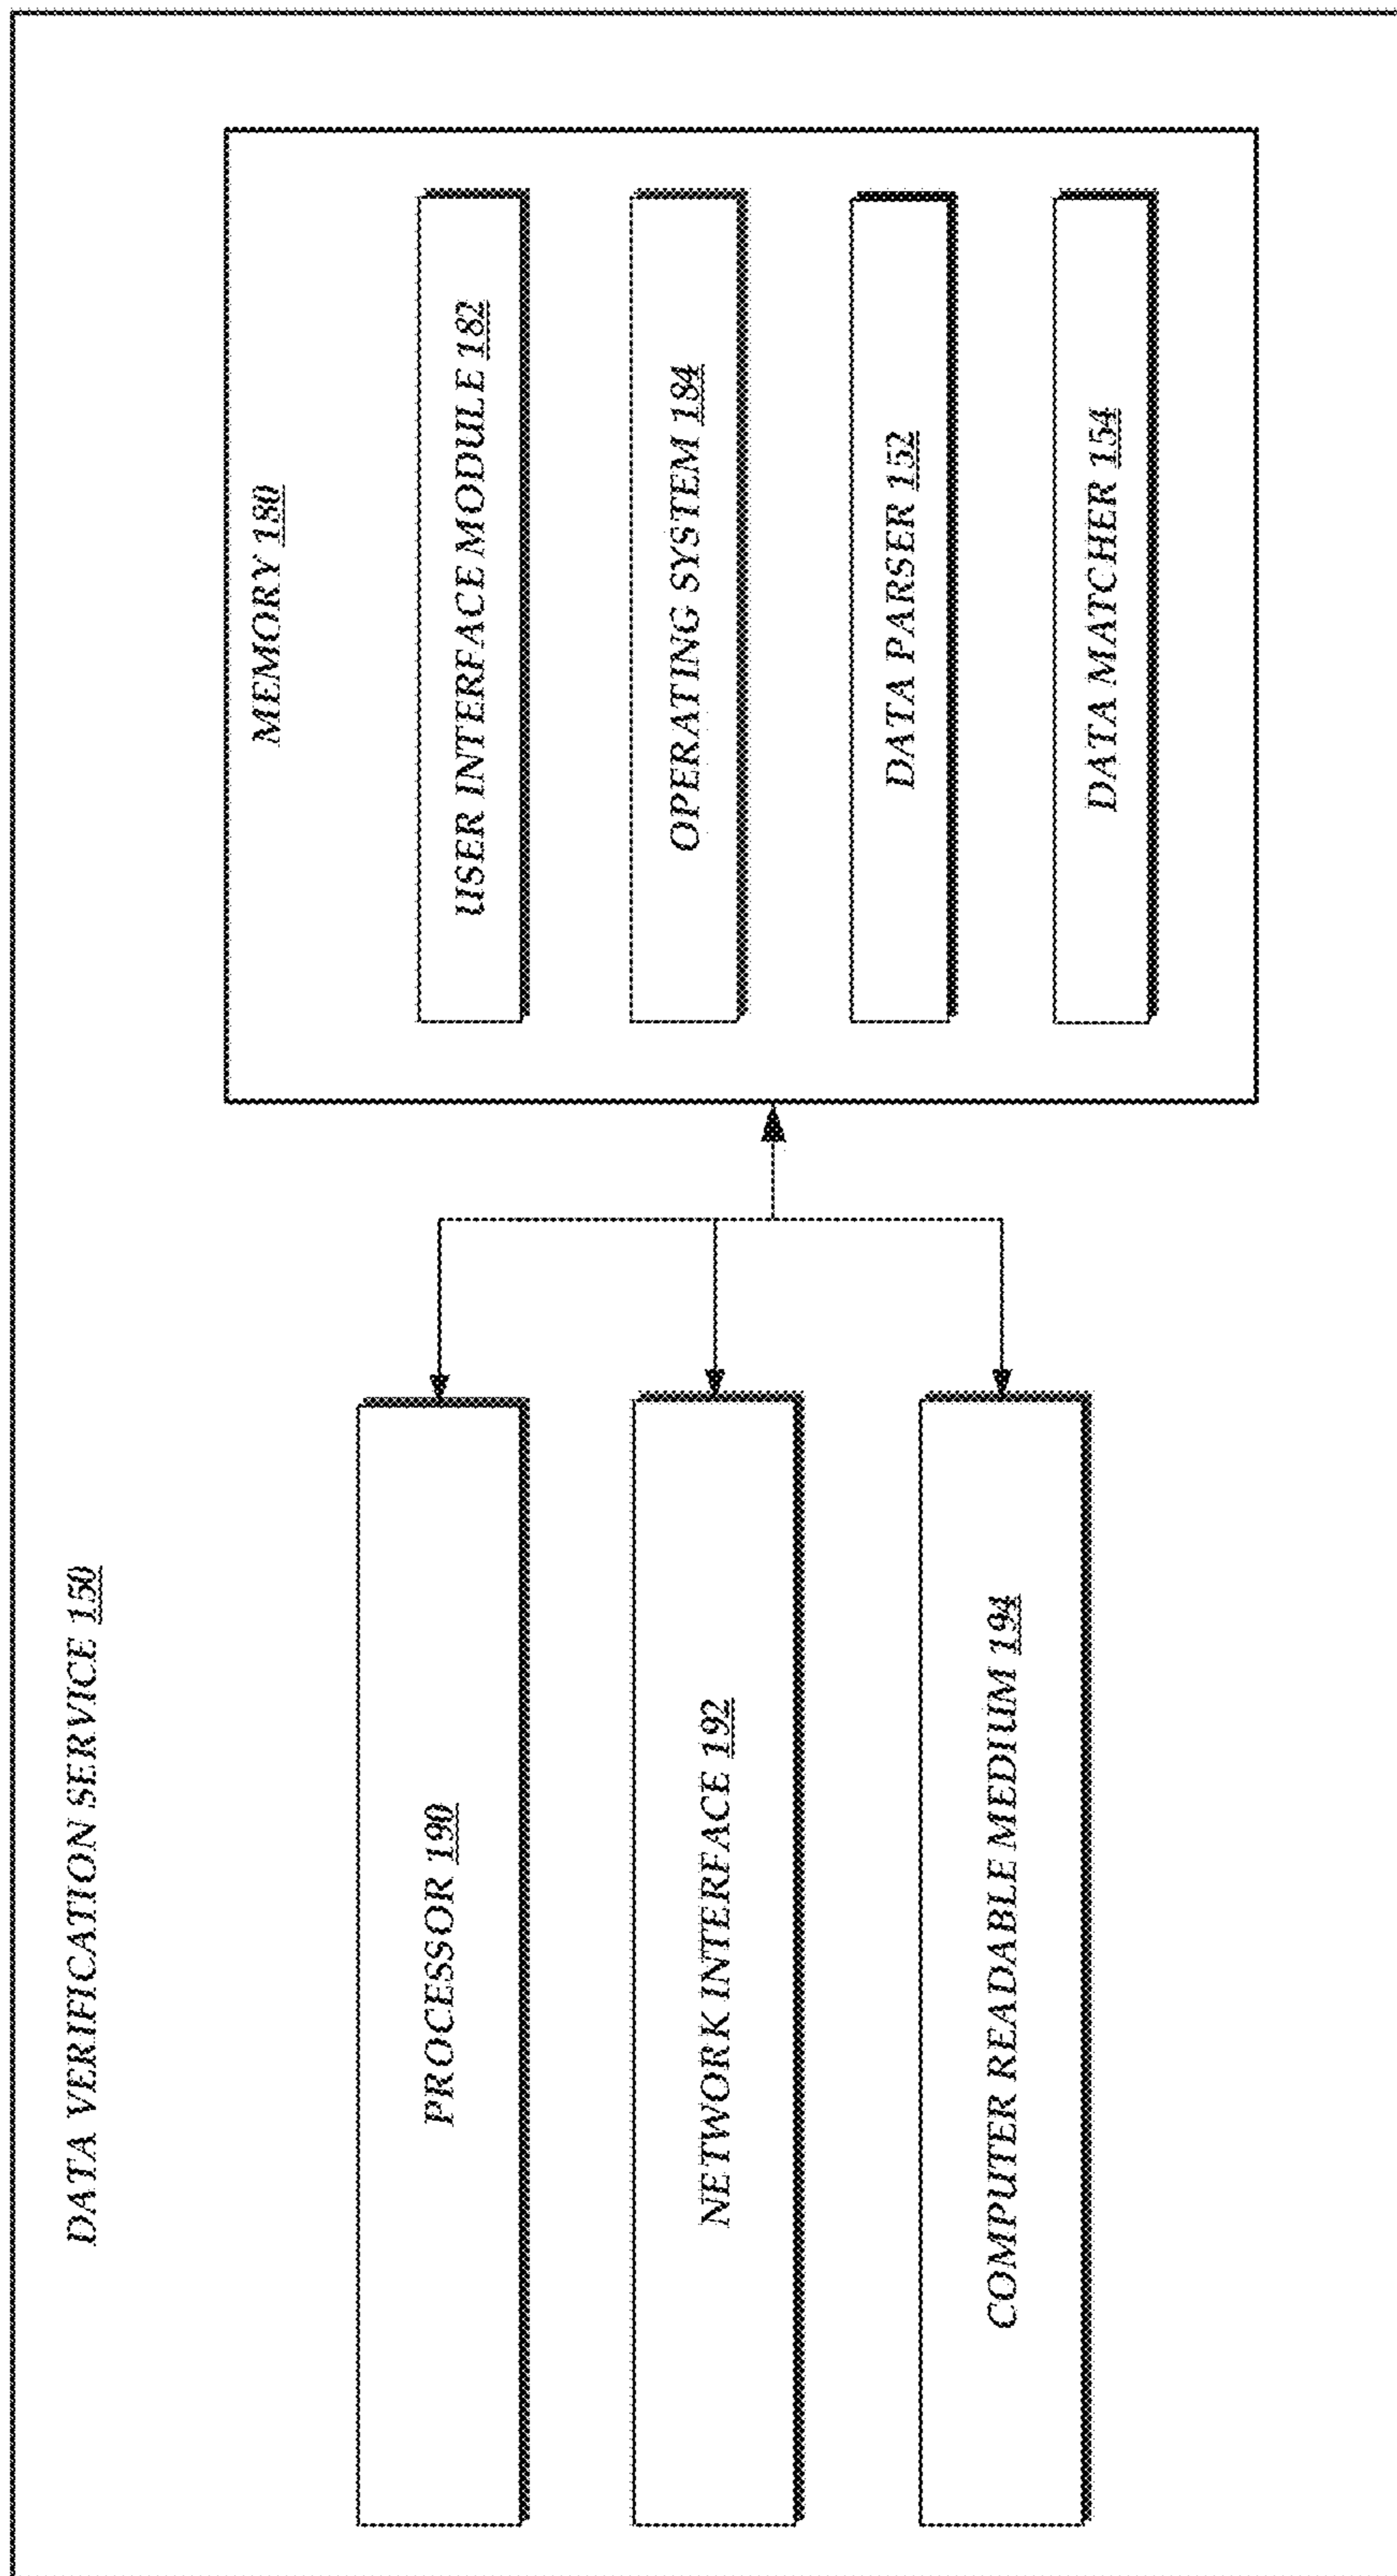 DATA VERIFICATION SERVICE 150
PROCESSOR 190
NETWORK INTERFACE 192
COMPUTER READABLE MEDIUM 194
MEMORY 180
USER INTERFACE MODULE 182
OPERATING SYSTEM 184
DATA PARSER 152
DATA MATCHER 154